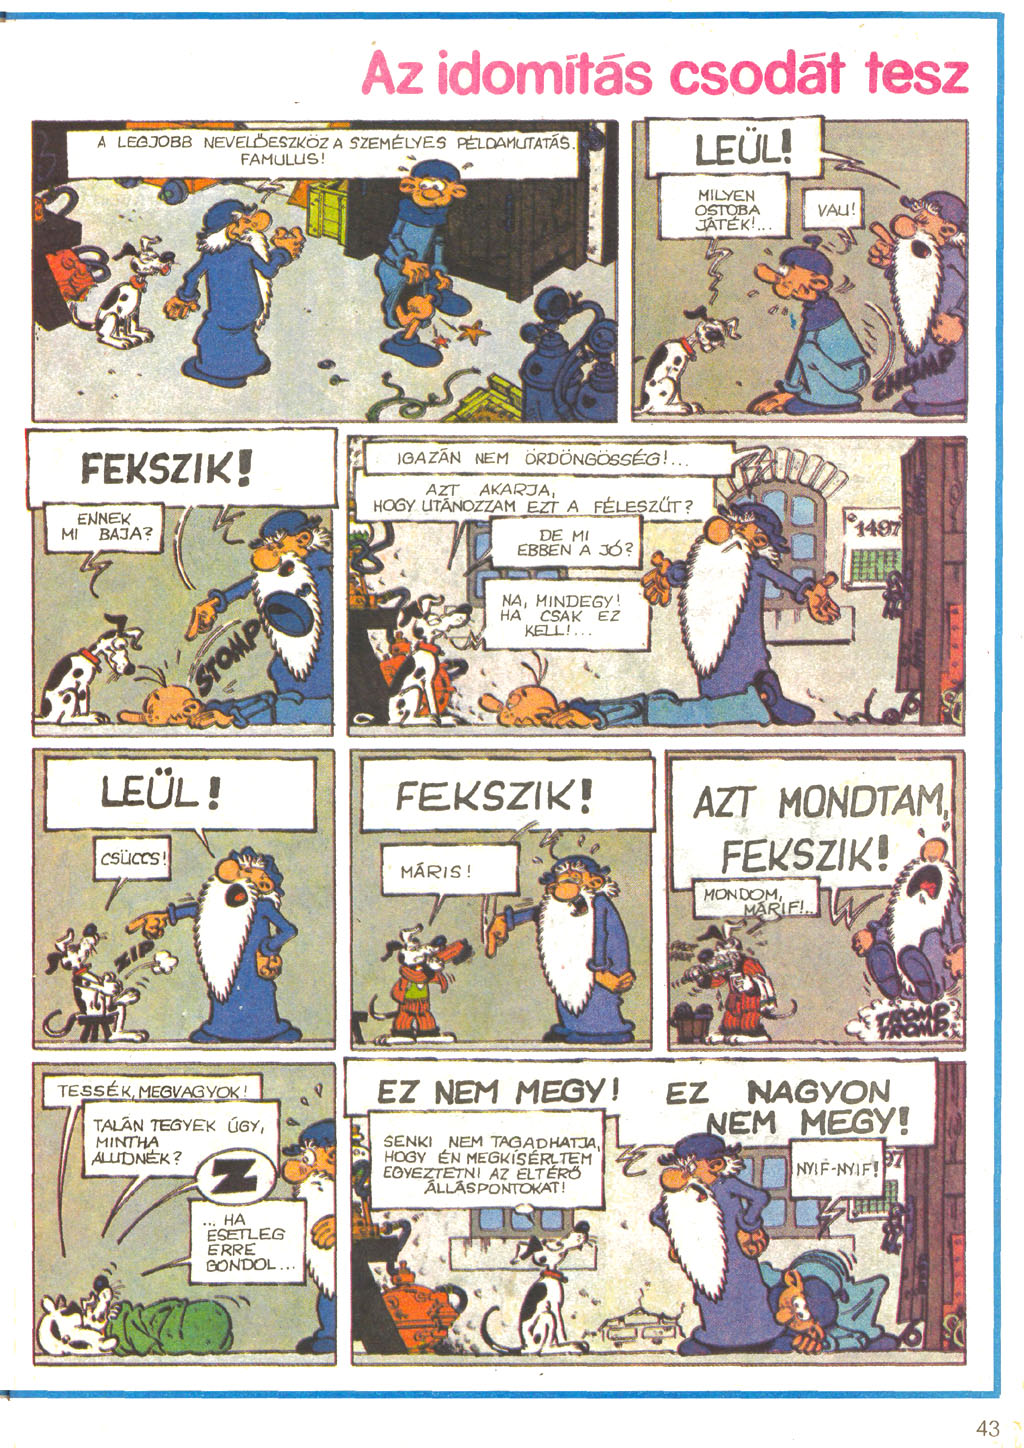 Az idomítás csodát tesz
A LEGJOBB NEVELŐESZKÖZ A SZEMÉLYES PÉLDAMUTATÁS.
FAMULUS!
LEÜL!
MILYEN
OSTOBA
JÁTÉK!...
VAU!
CHUMP
FEKSZIK!
ENNEK
MI BAJA?
STOMP
IGAZÁN NEM ÖRDÖNGÖSSÉG!...
AZT AKARJA,
HOGY UTÁNOZZAM EZT A FÉLESZŰT?
DE MI
EBBEN A JÓ?
NA, MINDEGY!
HA CSAK EZ
KELL!...
1497
LEÜL!
CSÜCCS!
ZIP
FEKSZIK!
MÁRIS!
AZT MONDTAM,
FEKSZIK!
MONDOM,
MÁRIF!..
TROMP
TROMP
TESSÉK, MEGVAGYOK!
TALÁN TEGYEK ÚGY,
MINTHA
ALUDNÉK?
Z
... HA
ESETLEG
ERRE
GONDOL...
EZ NEM MEGY! EZ NAGYON
NEM MEGY!
SENKI NEM TAGADHATJA,
HOGY ÉN MEGKISÉRLTEM
EGYEZTETNI AZ ELTÉRŐ
ÁLLÁSPONTOKAT!
NYIF-NYIF!
97
43